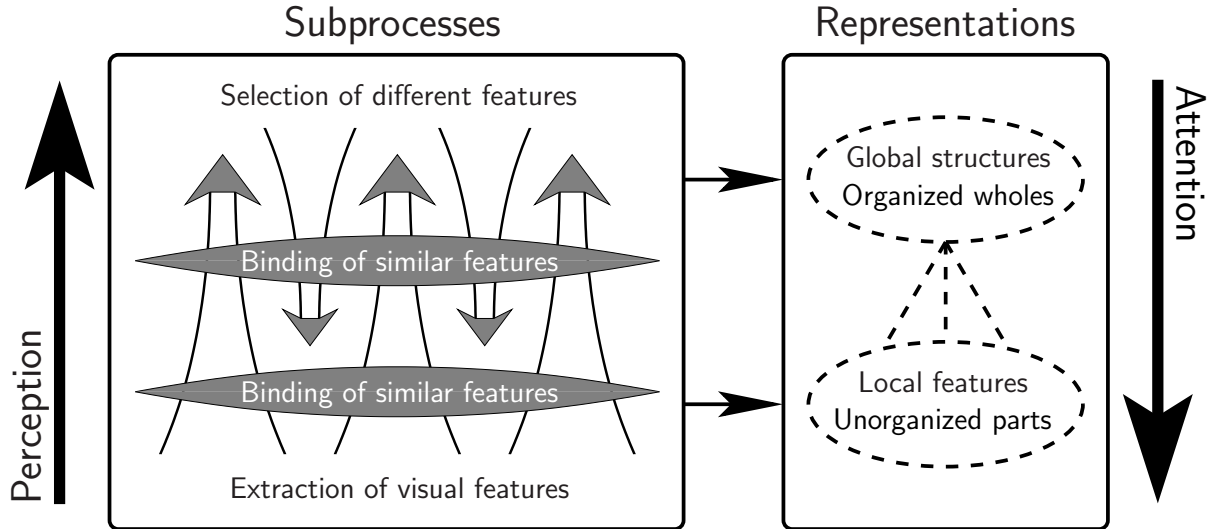 Subprocesses
Representations
Perception
Selection of different features
Binding of similar features
Binding of similar features
Extraction of visual features
Global structures
Organized wholes
Local features
Unorganized parts
Attention